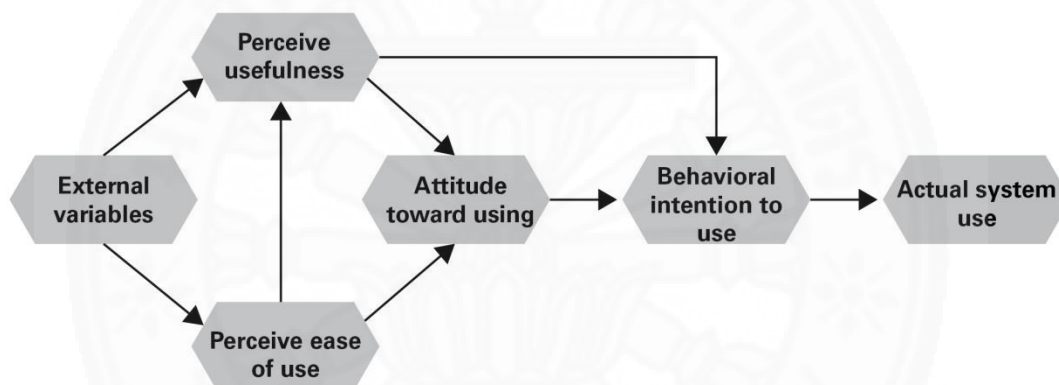 Perceive
usefulness
External
variables
Attitude
toward using
Behavioral
intention to
use
Actual system
use
Perceive ease
of use